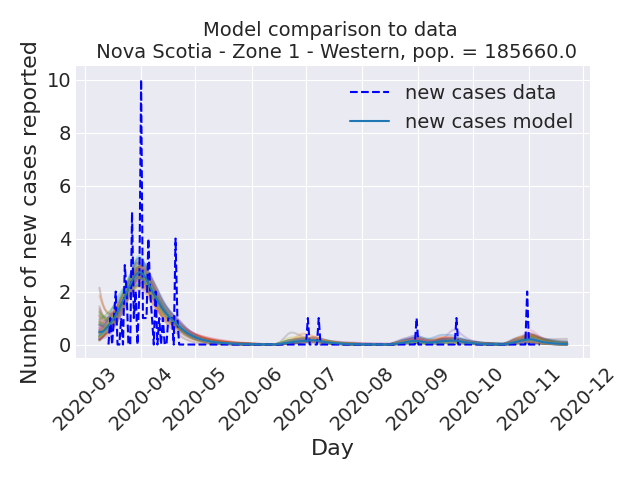 Model comparison to data
Nova Scotia - Zone 1 - Western, pop. = 185660.0
Number of new cases reported
10
8
6
4
2
0
new cases data
new cases model
2020-03
2020-04
2020-05
2020-06
2020-07
2020-08
2020-09
2020-10
2020-11
2020-12
Day